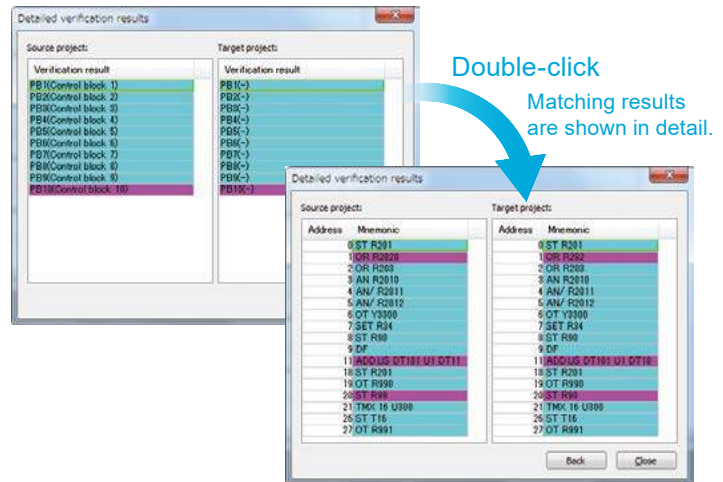 Detailed verification results
Source project:
Target project:
Verification result
Verification result
PB1(Control block 1)
PB2(Control block 2)
PB3(Control block 3)
PB4(Control block 4)
PB5(Control block 5)
PB6(Control block 6)
PB7(Control block 7)
PB8(Control block 8)
PB9(Control block 9)
PB10(Control block 10)
PB1(-)
PB2(-)
PB3(-)
PB4(-)
PB5(-)
PB6(-)
PB7(-)
PB8(-)
PB9(-)
PB10(-)
Double-click
Matching results
are shown in detail.
Detailed verification results
Source project:
Target project:
Address Mnemonic
0 ST R201
1 OR R2020
2 OR R203
3 AN R2010
4 AN/ R2011
5 AN/ R2012
6 OT Y3300
7 SET R34
8 ST R90
9 DF
11 ADD.US DT101 U1 DT11
18 ST R201
19 OT R990
20 ST R98
21 TMX 16 U300
26 ST T16
27 OT R991
Address Mnemonic
0 ST R201
1 OR R292
2 OR R203
3 AN R2010
4 AN/ R2011
5 AN/ R2012
6 OT Y3300
7 SET R34
8 ST R90
9 DF
11 ADD.US DT101 U1 DT10
18 ST R201
19 OT R990
20 ST R90
21 TMX 16 U300
26 ST T16
27 OT R991
Back
Close